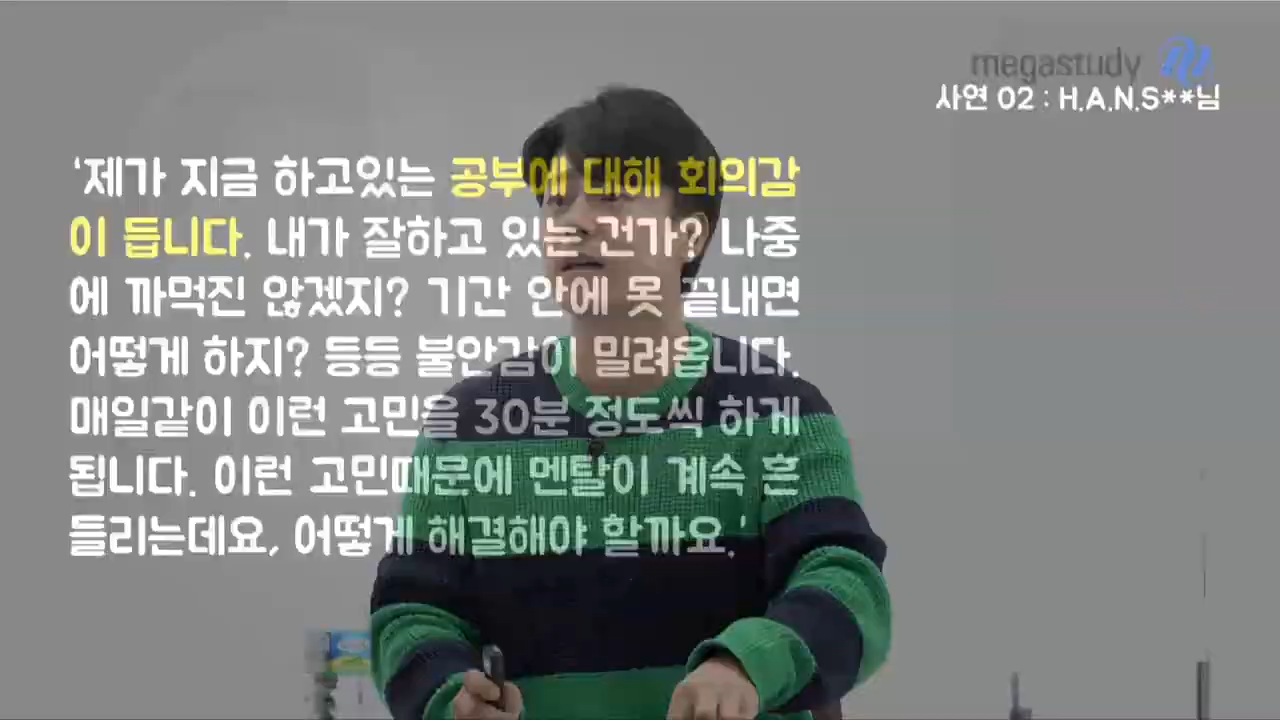 megastudy
사연 02 : H.A.N.S**님
‘제가 지금 하고있는 공부에 대해 회의감
이 듭니다. 내가 잘하고 있는 건가? 나중
에 까먹진 않겠지? 기간 안에 못 끝내면
어떻게 하지? 등등 불안감이 밀려옵니다.
매일같이 이런 고민을 30분 정도씩 하게
됩니다. 이런 고민때문에 멘탈이 계속 흔
들리는데요, 어떻게 해결해야 할까요.’